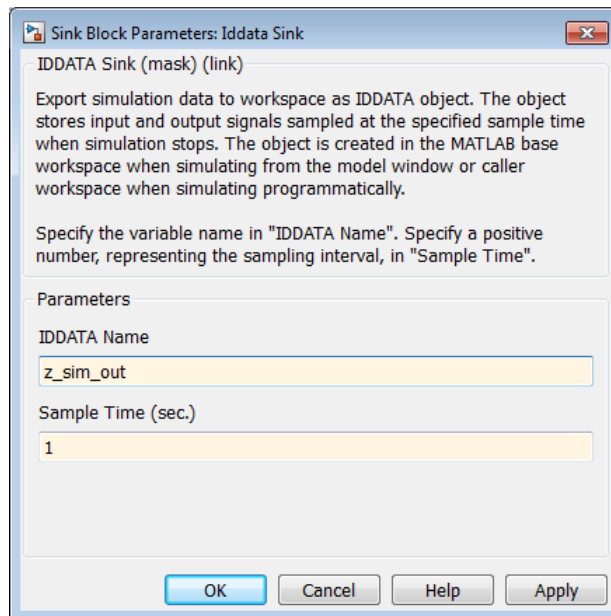 Sink Block Parameters: Iddata Sink
IDDATA Sink (mask) (link)
Export simulation data to workspace as IDDATA object. The object
stores input and output signals sampled at the specified sample time
when simulation stops. The object is created in the MATLAB base
workspace when simulating from the model window or caller
workspace when simulating programmatically.
Specify the variable name in "IDDATA Name". Specify a positive
number, representing the sampling interval, in "Sample Time".
Parameters
IDDATA Name
z_sim_out
Sample Time (sec.)
1
OK Cancel Help Apply